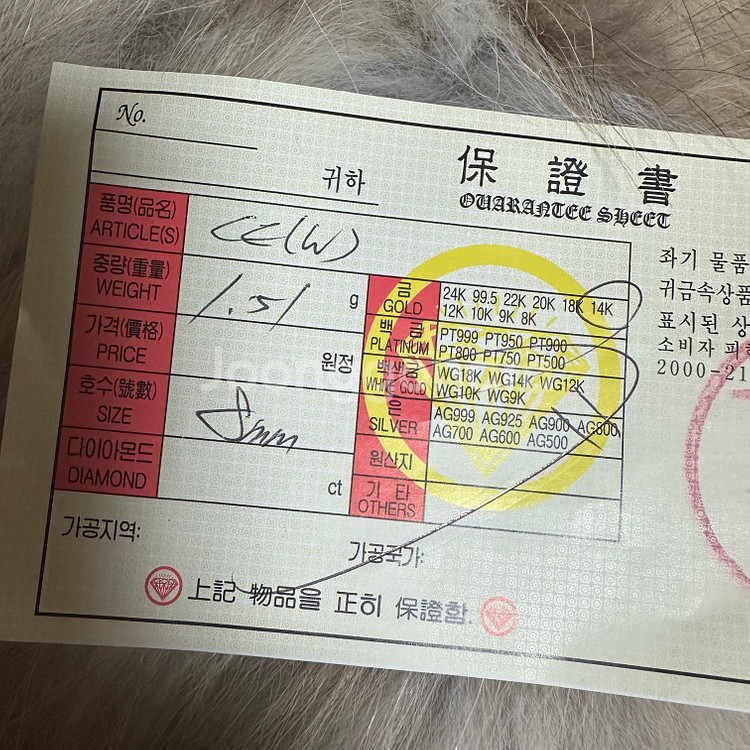 No.
귀하
保證書
QUARANTEE SHEET
품명(品名)
ARTICLE(S)
중량(重量)
WEIGHT
1.51 g
가격(價格)
PRICE
원정
호수(號數)
SIZE
8mm
다이아몬드
DIAMOND
ct
금
GOLD
24K 99.5 22K 20K 18K 14K
12K 10K 9K 8K
백금
PLATINUM
PT999 PT950 PT900
PT800 PT750 PT500
백색금
WHITE GOLD
WG18K WG14K WG12K
WG10K WG9K
은
SILVER
AG999 AG925 AG900 AG800
AG700 AG600 AG500
원산지
기타
OTHERS
가공지역:
가공국가:
上記 物品을 正히 保證함.
좌기 물품
귀금속상품
표시된 상
소비자 피
2000-21